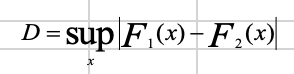 D = sup|F₁(x) − F₂(x)|
x